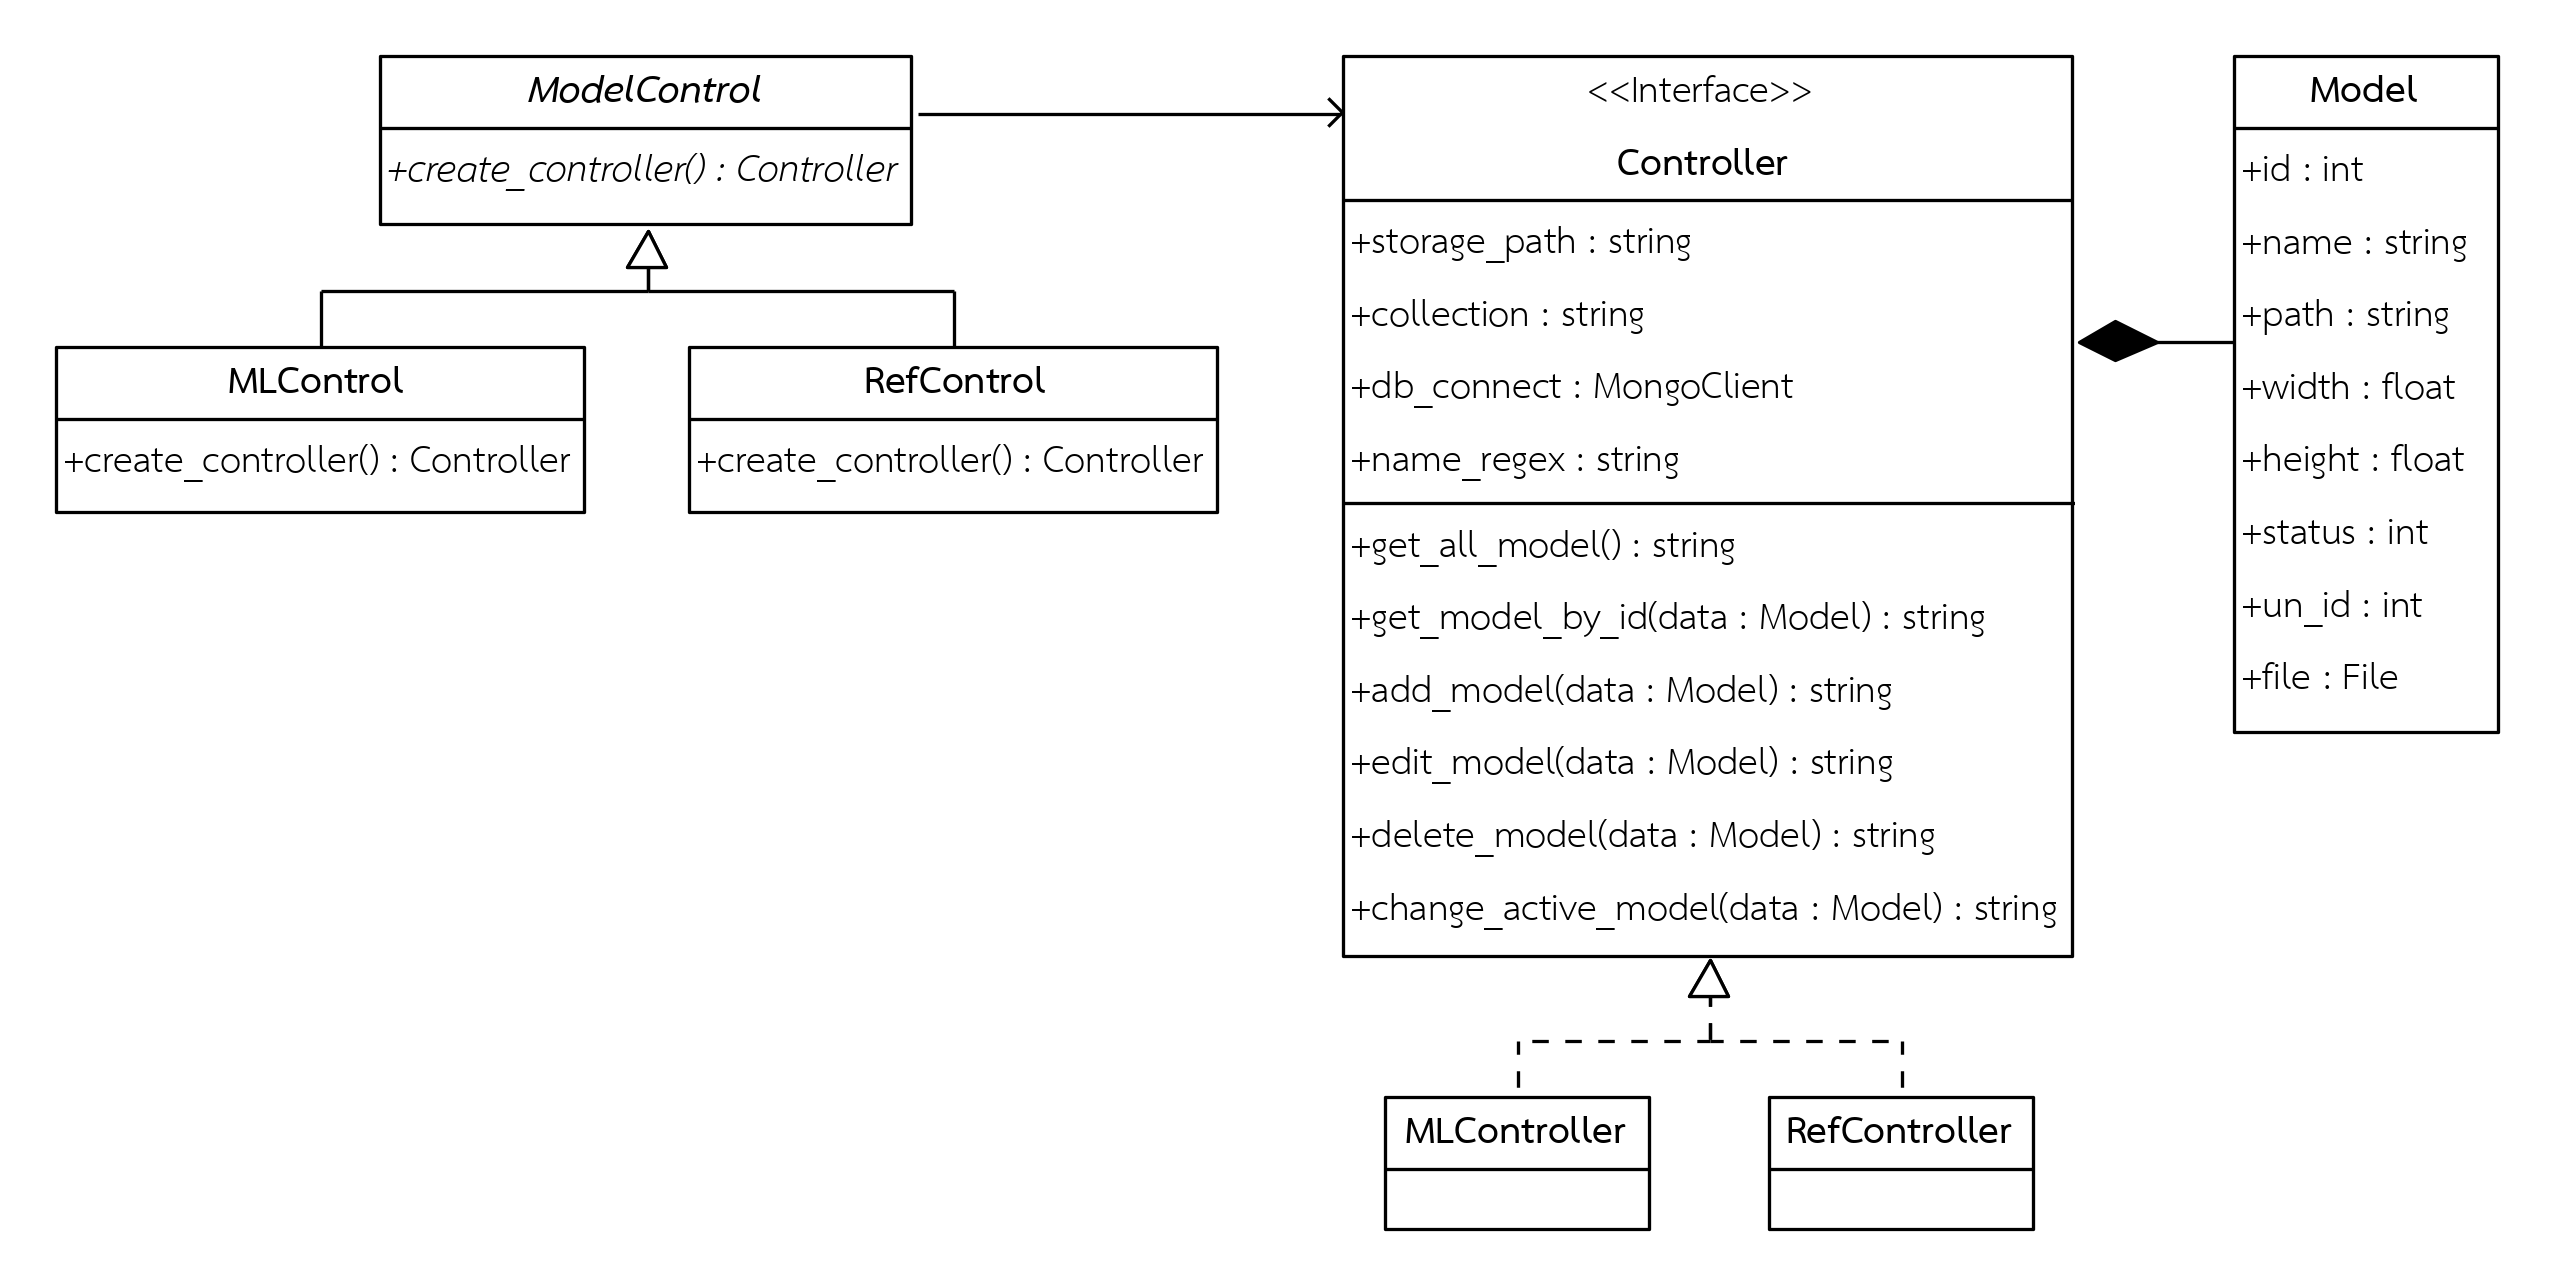 ModelControl
+create_controller() : Controller
MLControl
+create_controller() : Controller
RefControl
+create_controller() : Controller
<<Interface>>
Controller
+storage_path : string
+collection : string
+db_connect : MongoClient
+name_regex : string
+get_all_model() : string
+get_model_by_id(data : Model) : string
+add_model(data : Model) : string
+edit_model(data : Model) : string
+delete_model(data : Model) : string
+change_active_model(data : Model) : string
MLController
RefController
Model
+id : int
+name : string
+path : string
+width : float
+height : float
+status : int
+un_id : int
+file : File